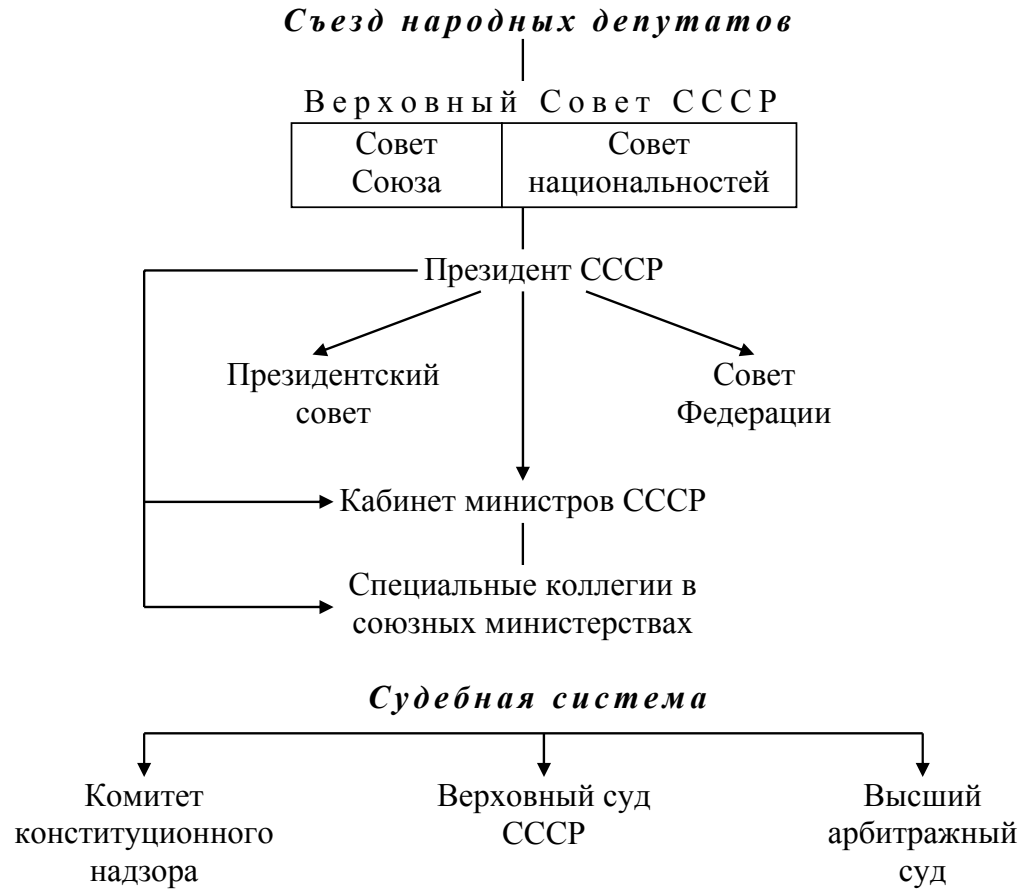 Съезд народных депутатов
Верховный Совет СССР
Совет
Союза
Совет
национальностей
Президент СССР
Президентский
совет
Совет
Федерации
Кабинет министров СССР
Специальные коллегии в
союзных министерствах
Судебная система
Комитет
конституционного
надзора
Верховный суд
СССР
Высший
арбитражный
суд